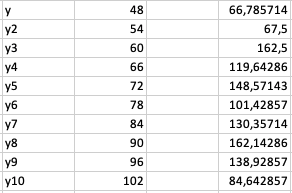 y 48 66,785714
y2 54 67,5
y3 60 162,5
y4 66 119,64286
y5 72 148,57143
y6 78 101,42857
y7 84 130,35714
y8 90 162,14286
y9 96 138,92857
y10 102 84,642857